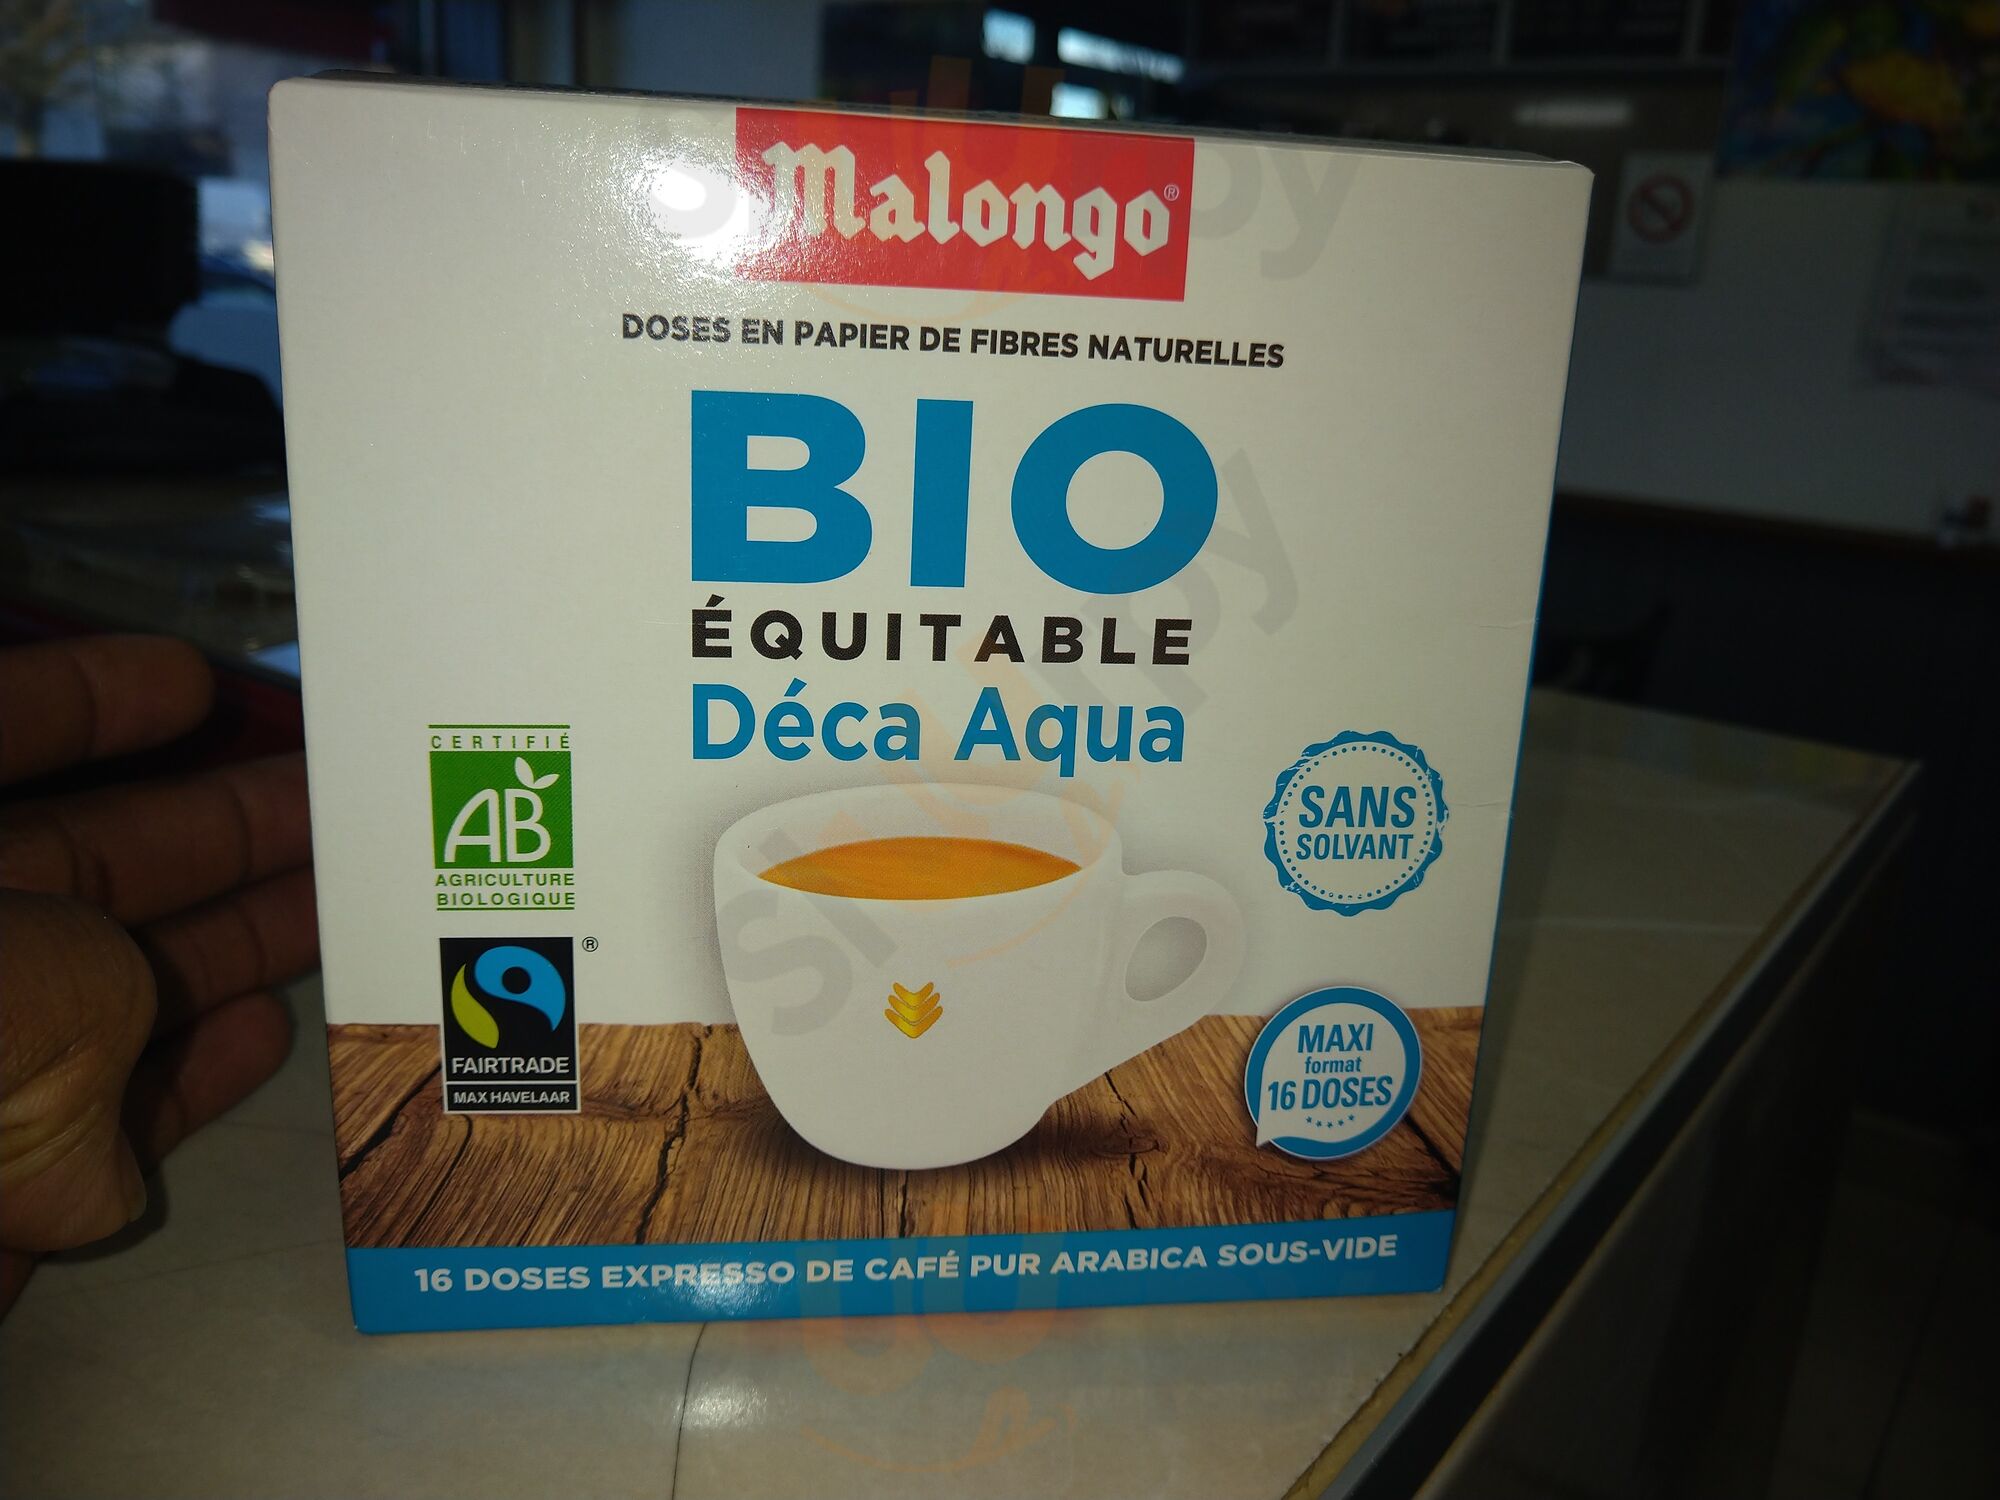 Malongo®
DOSES EN PAPIER DE FIBRES NATURELLES
BIO
ÉQUITABLE
Déca Aqua
CERTIFIÉ
AB
AGRICULTURE
BIOLOGIQUE
SANS
SOLVANT
®
FAIRTRADE
MAX HAVELAAR
MAXI
format
16 DOSES
16 DOSES EXPRESSO DE CAFÉ PUR ARABICA SOUS-VIDE